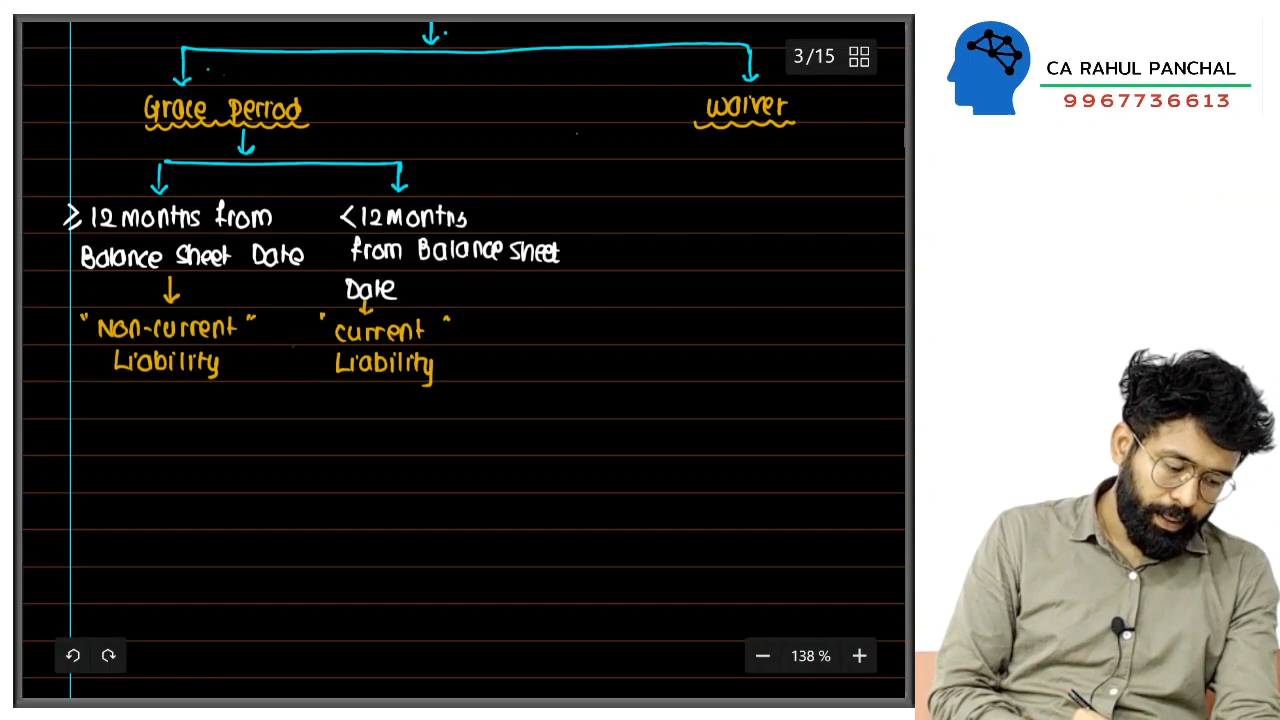 3/15
CA RAHUL PANCHAL
9967736613
Grace period
Waiver
≥ 12 months from
Balance sheet Date
< 12 months
from Balance sheet
Date
"Non-current"
Liability
"current"
Liability
138 %